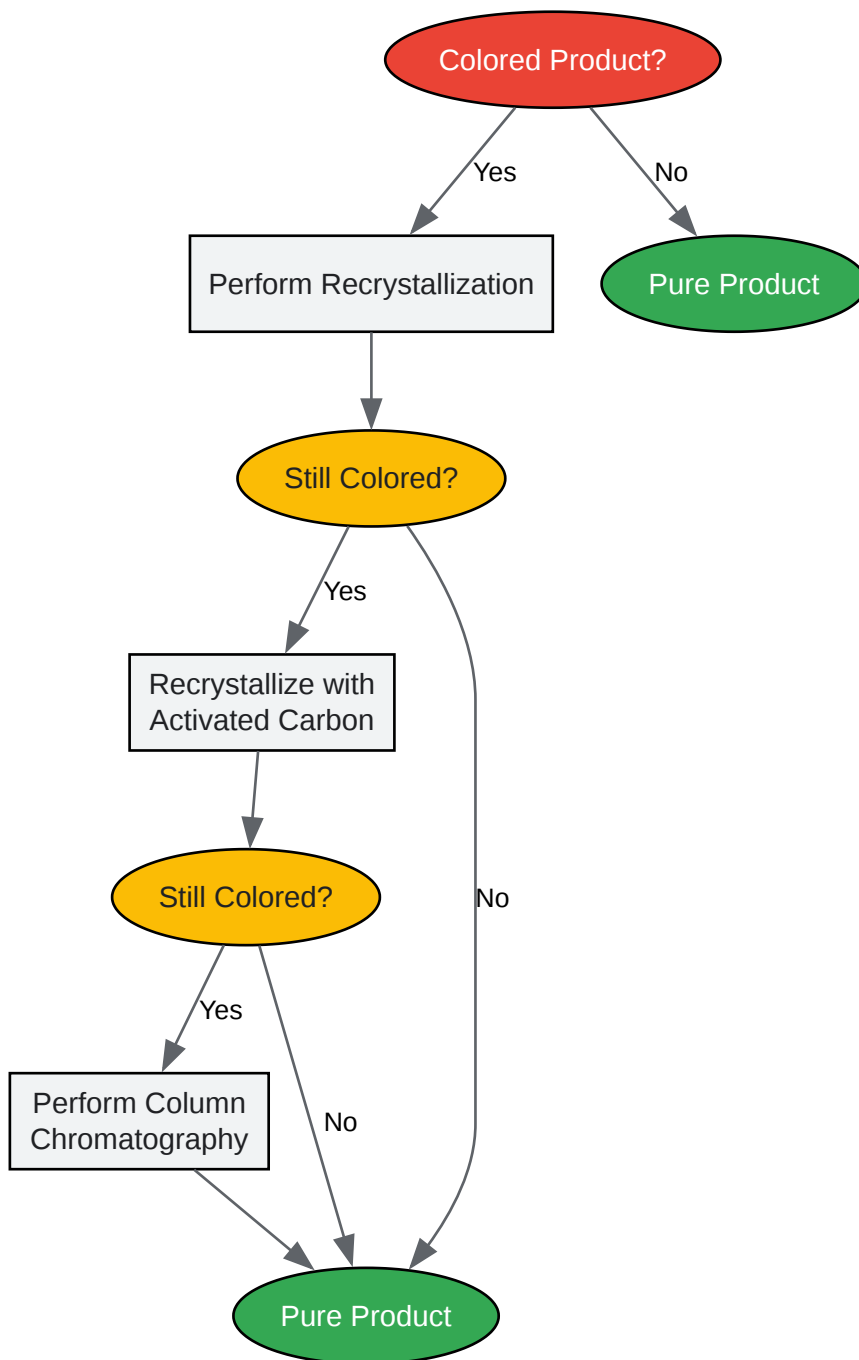 Colored Product?
Yes
No
Perform Recrystallization
Pure Product
Still Colored?
Yes
Recrystallize with
Activated Carbon
Still Colored?
No
Yes
Perform Column
Chromatography
No
Pure Product